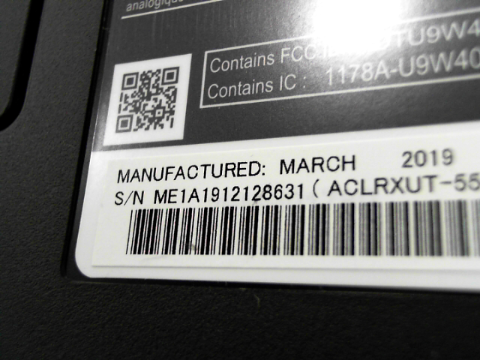 analogique
Contains FCC
Contains IC : 1178A-U9W40
MANUFACTURED: MARCH 2019
S/N ME1A1912128631 ( ACLRXUT-55